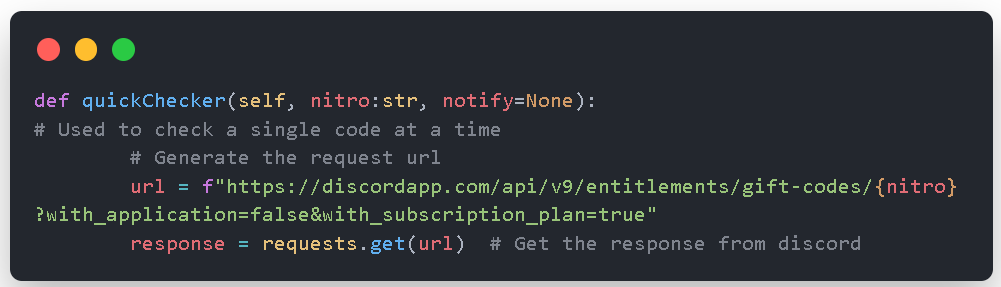 def quickChecker(self, nitro:str, notify=None):
# Used to check a single code at a time
        # Generate the request url
        url = f"https://discordapp.com/api/v9/entitlements/gift-codes/{nitro}
?with_application=false&with_subscription_plan=true"
        response = requests.get(url)  # Get the response from discord